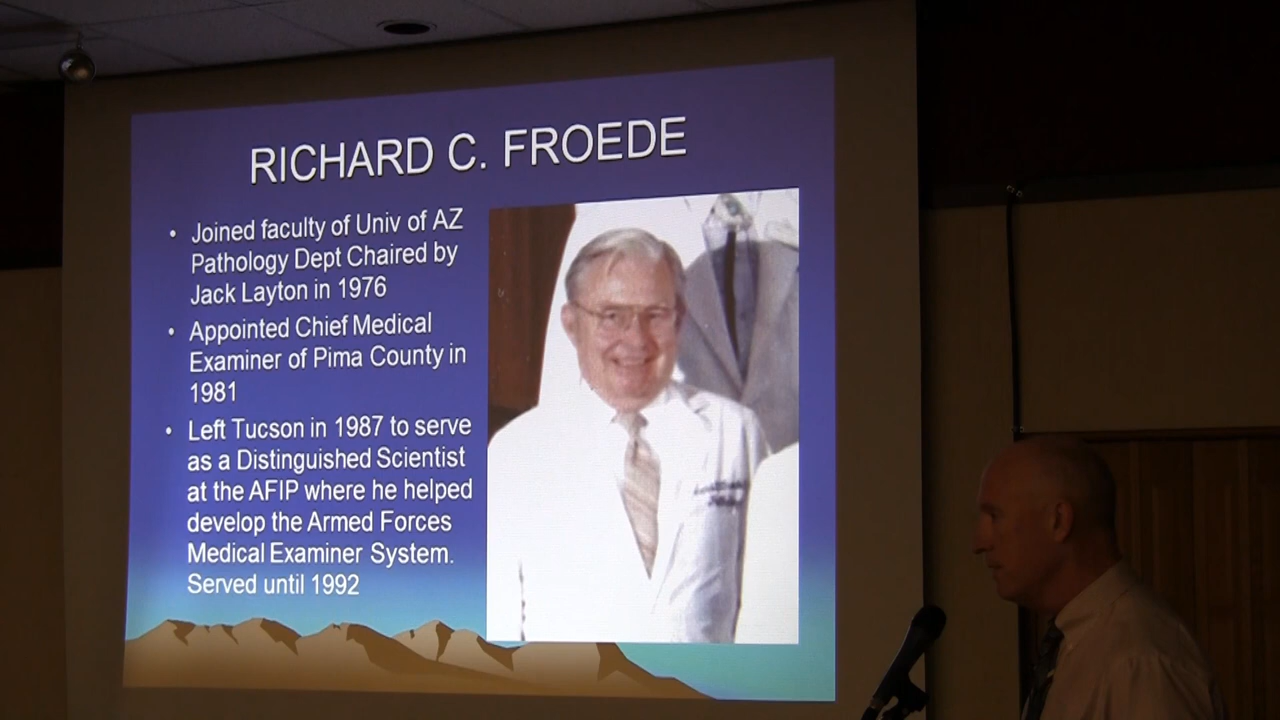 RICHARD C. FROEDE
• Joined faculty of Univ of AZ
Pathology Dept Chaired by
Jack Layton in 1976
• Appointed Chief Medical
Examiner of Pima County in
1981
• Left Tucson in 1987 to serve
as a Distinguished Scientist
at the AFIP where he helped
develop the Armed Forces
Medical Examiner System.
Served until 1992